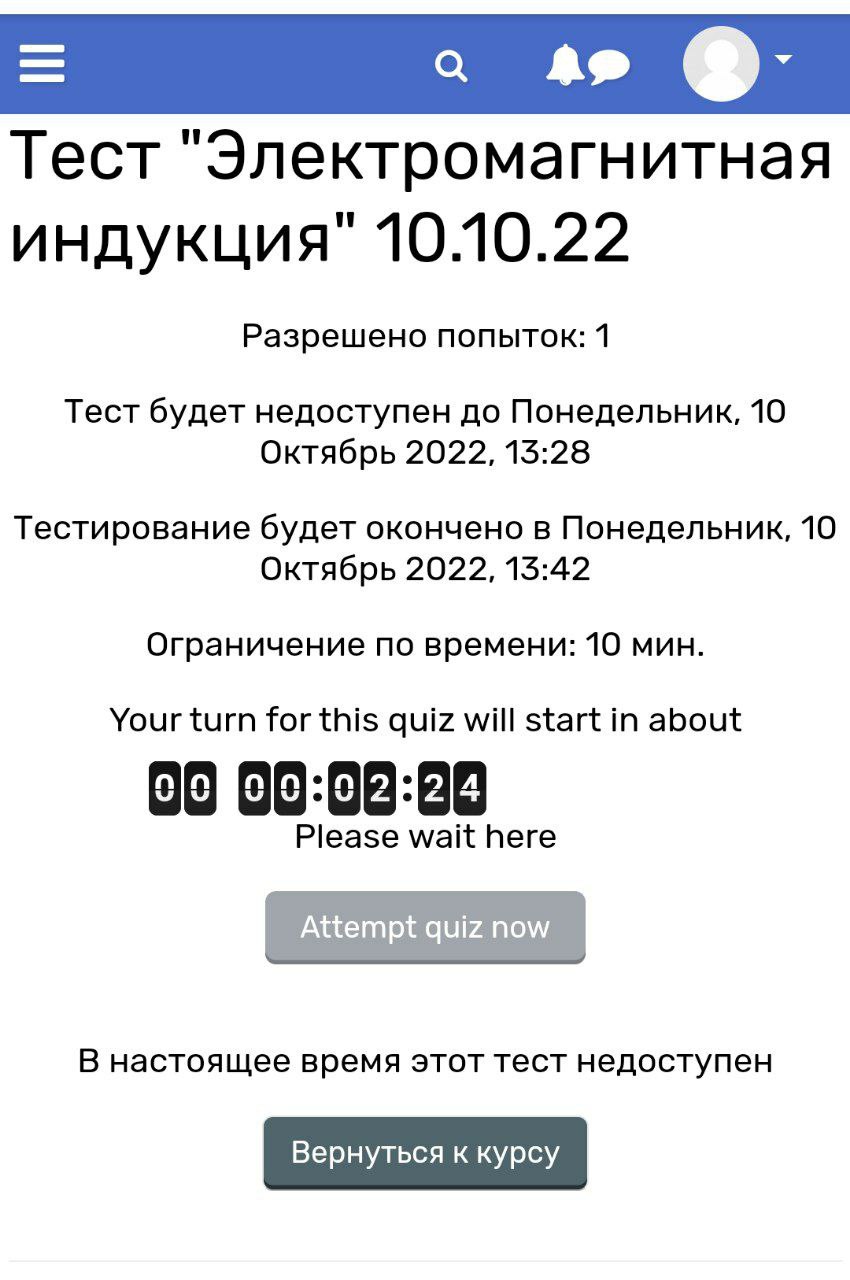 Тест "Электромагнитная
индукция" 10.10.22
Разрешено попыток: 1
Тест будет недоступен до Понедельник, 10
Октябрь 2022, 13:28
Тестирование будет окончено в Понедельник, 10
Октябрь 2022, 13:42
Ограничение по времени: 10 мин.
Your turn for this quiz will start in about
00 00:02:24
Please wait here
Attempt quiz now
В настоящее время этот тест недоступен
Вернуться к курсу